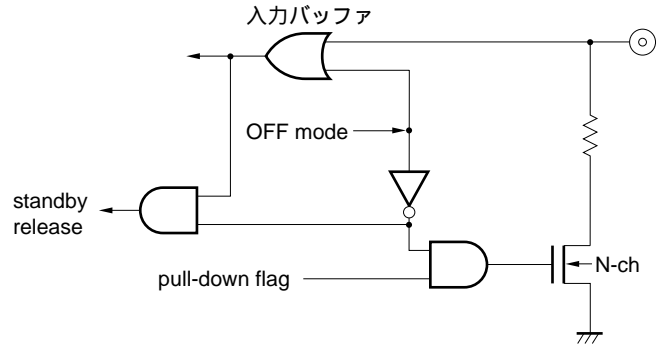 入力バッファ
OFF mode
standby
release
pull-down flag
N-ch